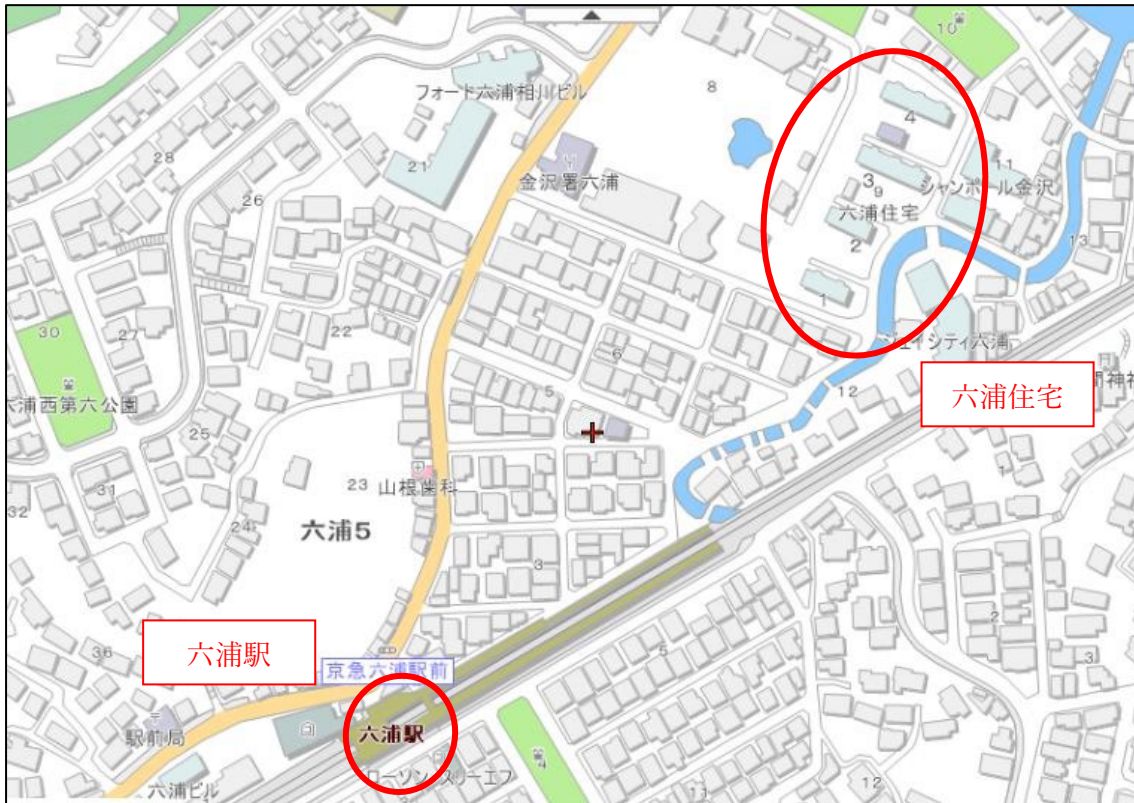 10
フォード六浦相川ビル
8
4
28
21
金沢署六浦
11
3
9
シャンボール金沢
26
六浦住宅
2
13
1
30
27
22
6
ジェイシティ六浦
12
六浦住宅
5
六浦西第六公園
25
23
山根歯科
31
32
24
六浦5
1
3
2
六浦駅
36
5
3
京急六浦駅前
駅前局
六浦駅
6
4
ローソン・スリーエフ
六浦ビル
11
12